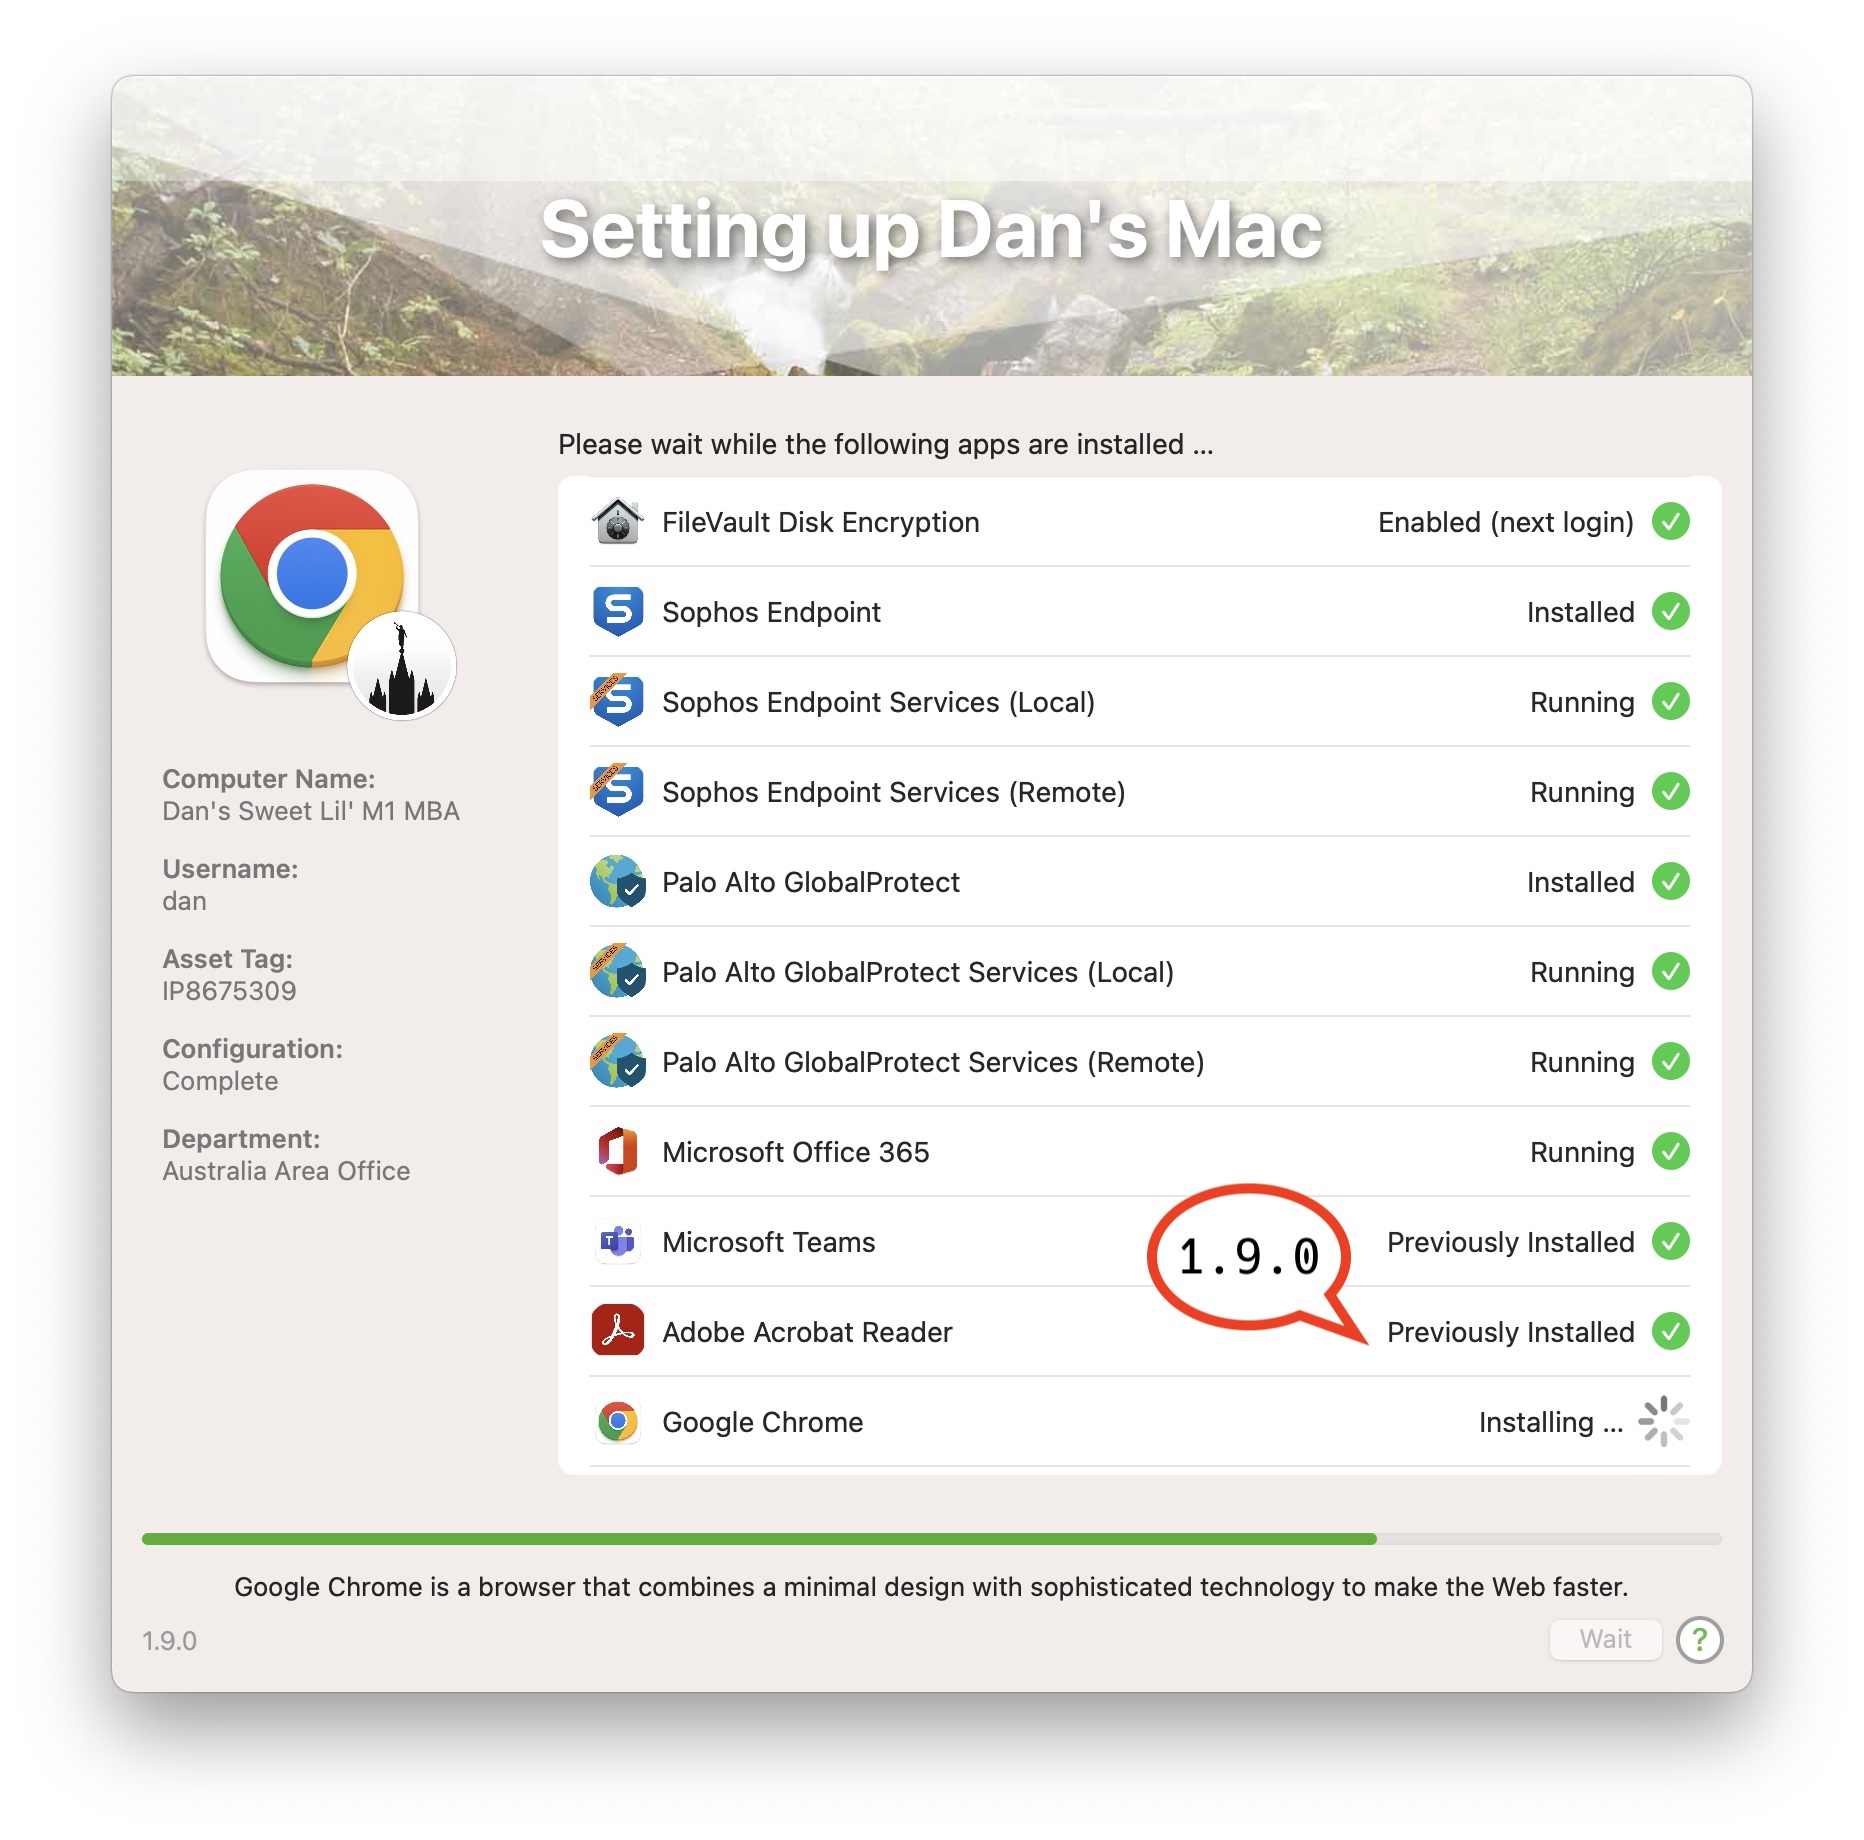 Setting up Dan's Mac
Please wait while the following apps are installed ...
FileVault Disk Encryption Enabled (next login)
Sophos Endpoint Installed
Sophos Endpoint Services (Local) Running
Sophos Endpoint Services (Remote) Running
Palo Alto GlobalProtect Installed
Palo Alto GlobalProtect Services (Local) Running
Palo Alto GlobalProtect Services (Remote) Running
Microsoft Office 365 Running
Microsoft Teams Previously Installed
1.9.0
Adobe Acrobat Reader Previously Installed
Google Chrome Installing ...
Computer Name:
Dan's Sweet Lil' M1 MBA
Username:
dan
Asset Tag:
IP8675309
Configuration:
Complete
Department:
Australia Area Office
Google Chrome is a browser that combines a minimal design with sophisticated technology to make the Web faster.
1.9.0
Wait
?